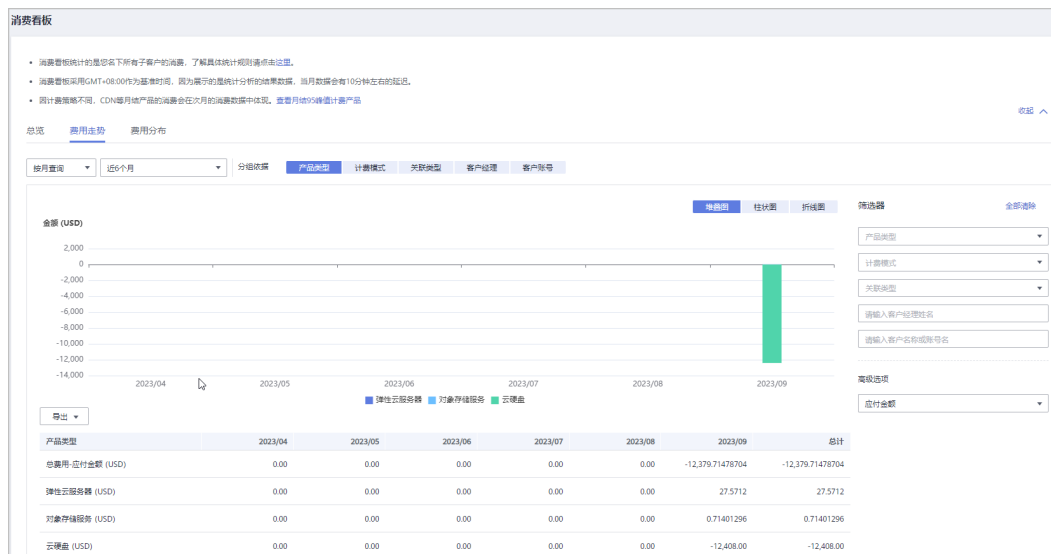 消费看板
消费看板统计的是您名下所有子客户的消费，了解具体统计规则请点击这里。
消费看板采用GMT+08:00作为基准时间，因为展示的是统计分析的结果数据，当月数据会有10分钟左右的延迟。
因计费策略不同，CDN等月结产品的消费会在次月的消费数据中体现。查看月结95峰值计费产品
收起
总览 费用走势 费用分布
按月查询 近6个月 分组依据 产品类型 计费模式 关联类型 客户经理 客户账号
堆叠图 柱状图 折线图 筛选器 全部清除
金额 (USD)
产品类型
计费模式
关联类型
请输入客户经理姓名
请输入客户名称或账号名
高级选项
应付金额
2,000
0
-2,000
-4,000
-6,000
-8,000
-10,000
-12,000
-14,000
2023/04 2023/05 2023/06 2023/07 2023/08 2023/09
弹性云服务器 对象存储服务 云硬盘
导出
产品类型 2023/04 2023/05 2023/06 2023/07 2023/08 2023/09 总计
总费用-应付金额 (USD) 0.00 0.00 0.00 0.00 0.00 -12,379.71478704 -12,379.71478704
弹性云服务器 (USD) 0.00 0.00 0.00 0.00 0.00 27.5712 27.5712
对象存储服务 (USD) 0.00 0.00 0.00 0.00 0.00 0.71401296 0.71401296
云硬盘 (USD) 0.00 0.00 0.00 0.00 0.00 -12,408.00 -12,408.00